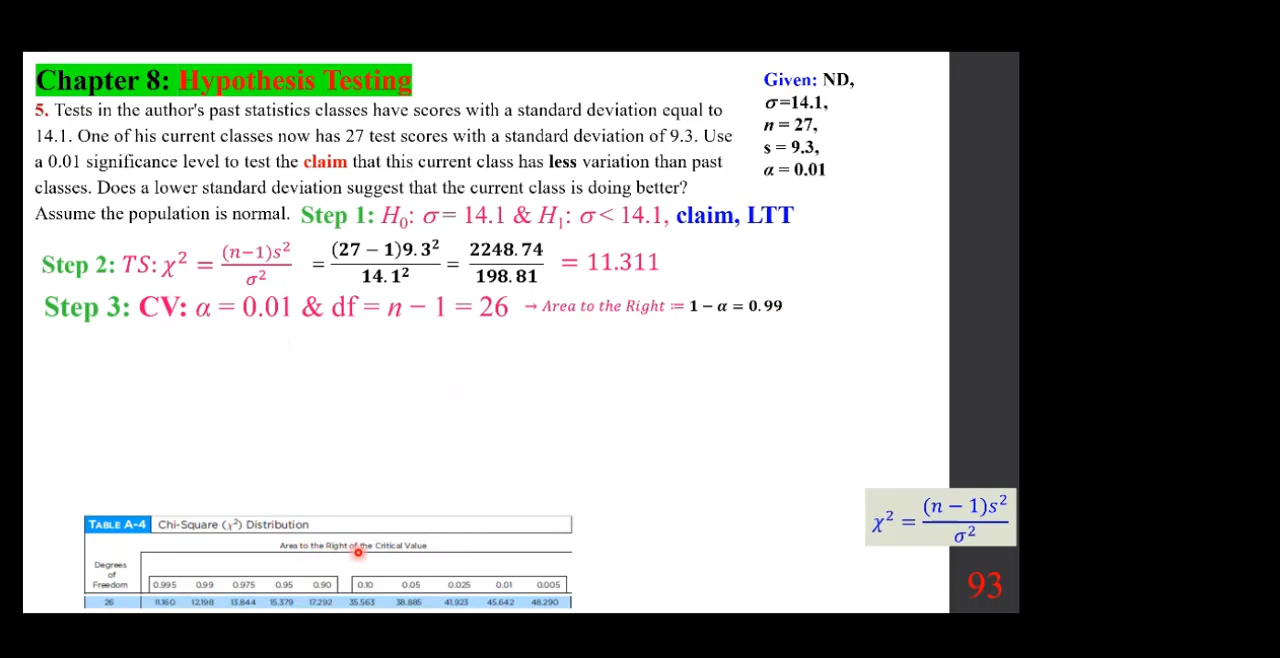 Chapter 8: Hypothesis Testing
5. Tests in the author's past statistics classes have scores with a standard deviation equal to
14.1. One of his current classes now has 27 test scores with a standard deviation of 9.3. Use
a 0.01 significance level to test the claim that this current class has less variation than past
classes. Does a lower standard deviation suggest that the current class is doing better?
Assume the population is normal. Step 1: H₀: σ = 14.1 & H₁: σ < 14.1, claim, LTT
Given: ND,
σ=14.1,
n = 27,
s = 9.3,
α = 0.01
Step 2: TS: χ² = (n−1)s² / σ² = (27 − 1)9.3² / 14.1² = 2248.74 / 198.81 = 11.311
Step 3: CV: α = 0.01 & df = n − 1 = 26 → Area to the Right := 1 − α = 0.99
TABLE A-4 Chi-Square (χ²) Distribution
Area to the Right of the Critical Value
Degrees
of
Freedom 0.995 0.99 0.975 0.95 0.90 0.10 0.05 0.025 0.01 0.005
26 11.160 12.198 13.844 15.379 17.292 35.563 38.885 41.923 45.642 48.290
χ² = (n − 1)s² / σ²
93